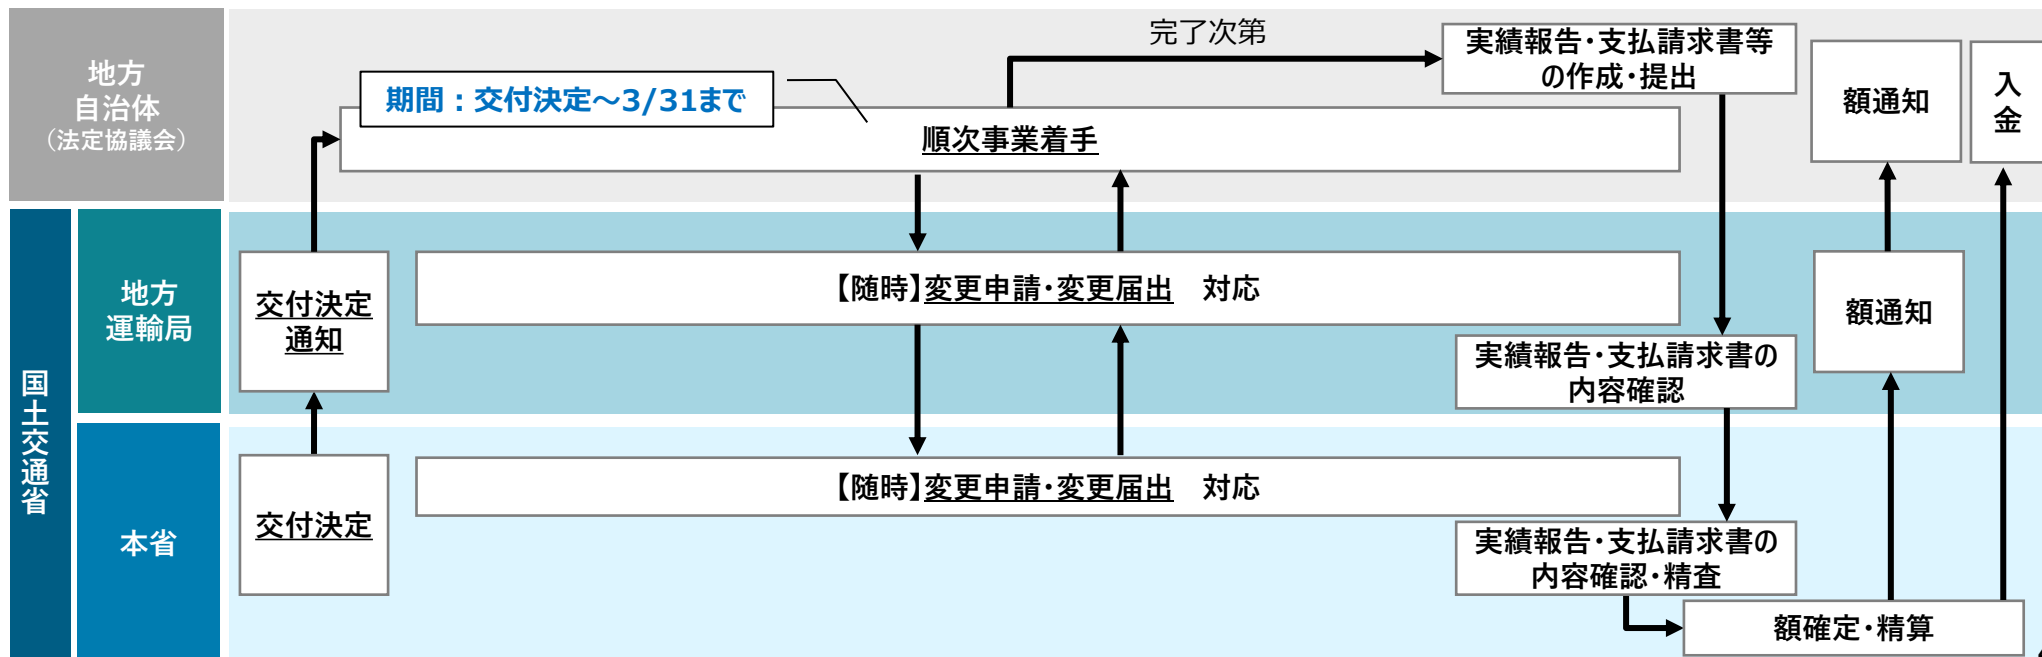 地方
自治体
（法定協議会）
完了次第
期間：交付決定～3/31まで
順次事業着手
実績報告・支払請求書等
の作成・提出
額通知
入
金
国土交通省
地方
運輸局
交付決定
通知
【随時】変更申請・変更届出　対応
実績報告・支払請求書の
内容確認
額通知
本省
交付決定
【随時】変更申請・変更届出　対応
実績報告・支払請求書の
内容確認・精査
額確定・精算